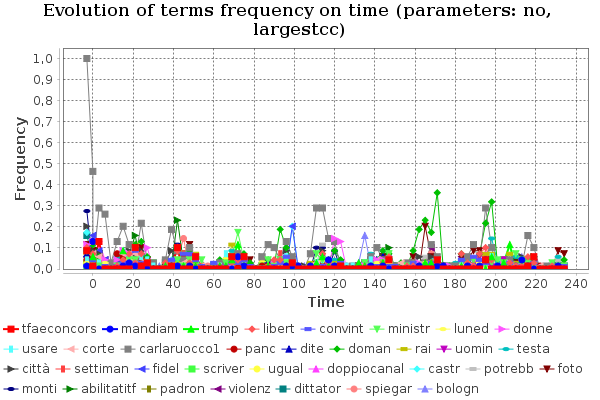 Evolution of terms frequency on time (parameters: no,
largestcc)
Frequency
1,0
0,9
0,8
0,7
0,6
0,5
0,4
0,3
0,2
0,1
0,0
0 20 40 60 80 100 120 140 160 180 200 220 240
Time
tfaeconcors mandiam trump libert convint ministr luned donne
usare corte carlaruocco1 panc dite doman rai uomin testa
città settiman fidel scriver ugual doppiocanal castr potrebb foto
monti abilitatitf padron violenz dittator spiegar bologn